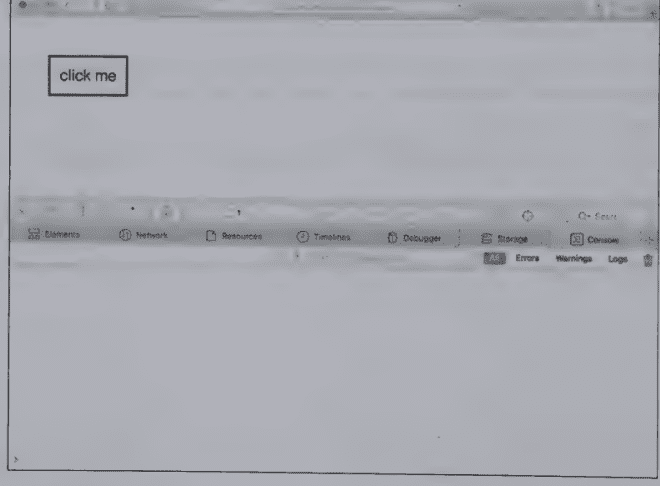 click me
Elements Network Resources Timelines Debugger Storage Console
All Errors Warnings Logs